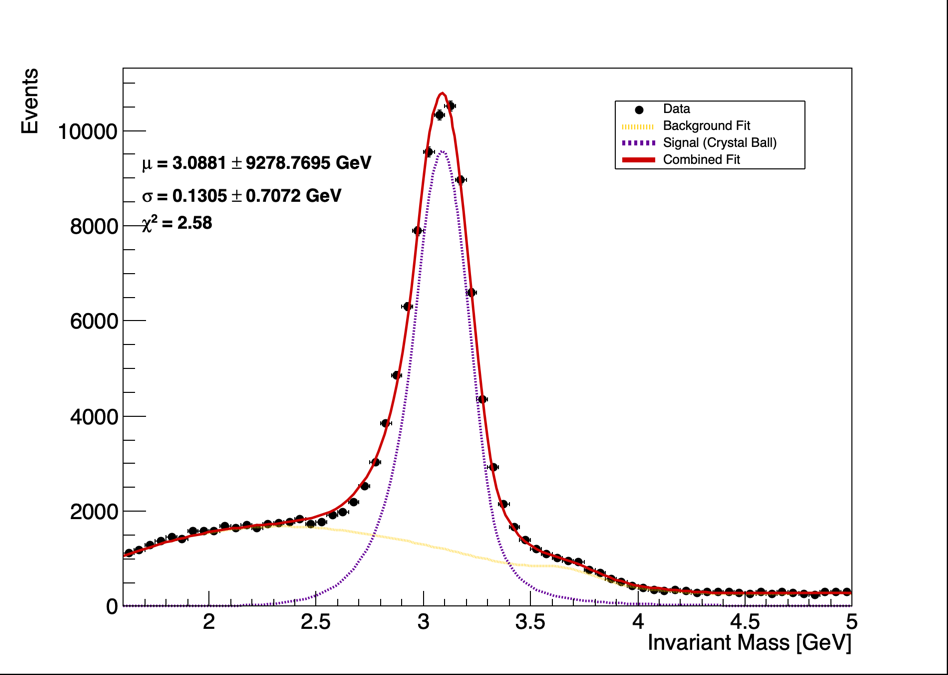 Events
10000
8000
6000
4000
2000
0
μ = 3.0881 ± 9278.7695 GeV
σ = 0.1305 ± 0.7072 GeV
χ² = 2.58
Data
Background Fit
Signal (Crystal Ball)
Combined Fit
2 2.5 3 3.5 4 4.5 5
Invariant Mass [GeV]